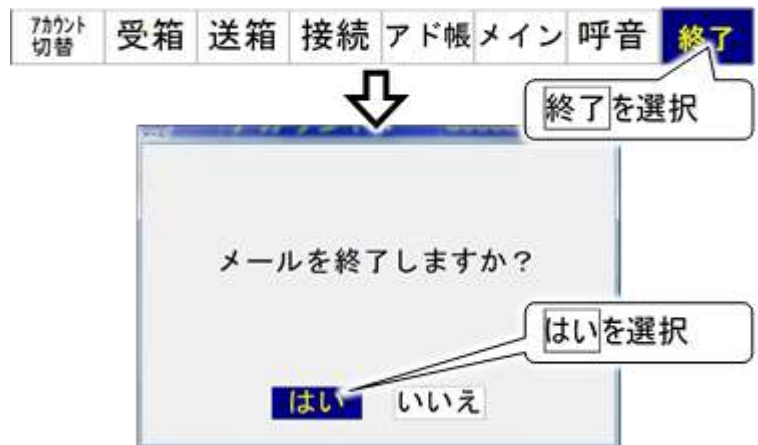 アカウント
切替 受箱 送箱 接続 アド帳 メイン 呼音 終了
終了を選択
メールを終了しますか？
はいを選択
はい いいえ